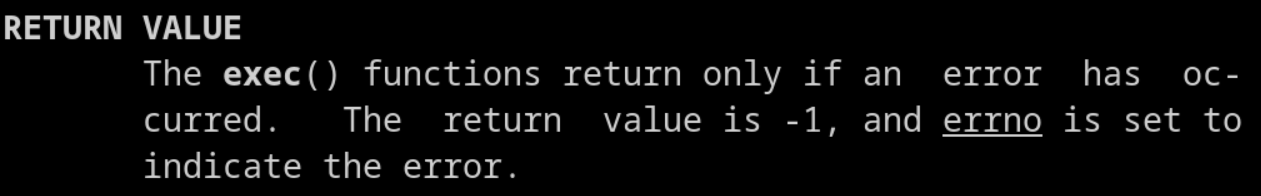 RETURN VALUE
The exec() functions return only if an error has oc-
curred. The return value is -1, and errno is set to
indicate the error.